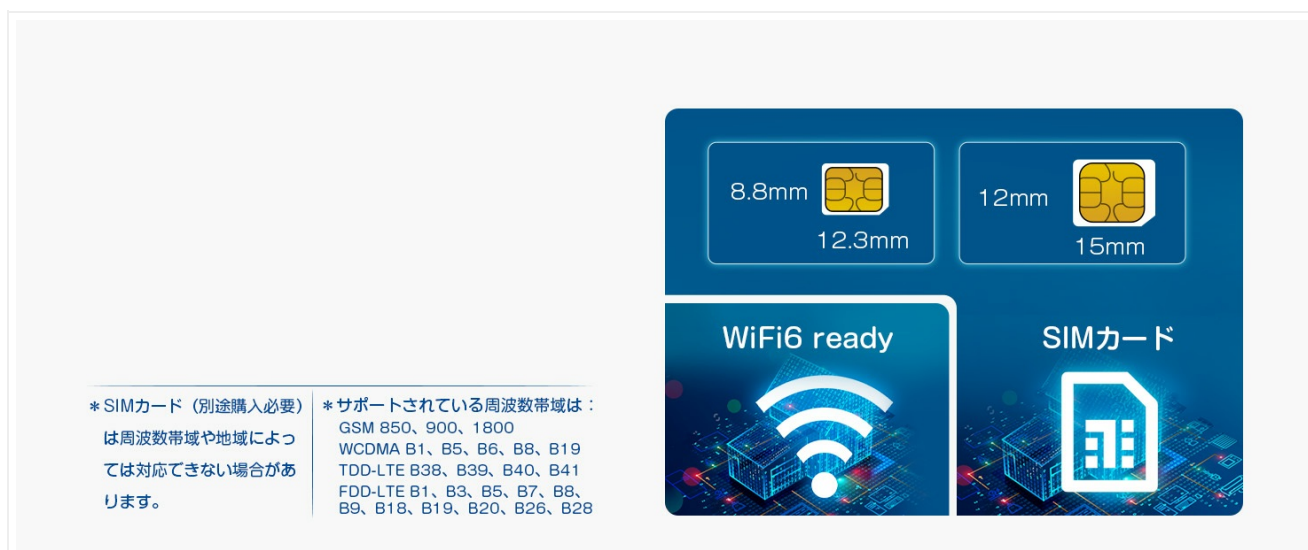 ＊SIMカード（別途購入必要）
は周波数帯域や地域によっ
ては対応できない場合があ
ります。
＊サポートされている周波数帯域は：
GSM 850、900、1800
WCDMA B1、B5、B6、B8、B19
TDD-LTE B38、B39、B40、B41
FDD-LTE B1、B3、B5、B7、B8、
B9、B18、B19、B20、B26、B28
8.8mm
12.3mm
12mm
15mm
WiFi6 ready
SIMカード